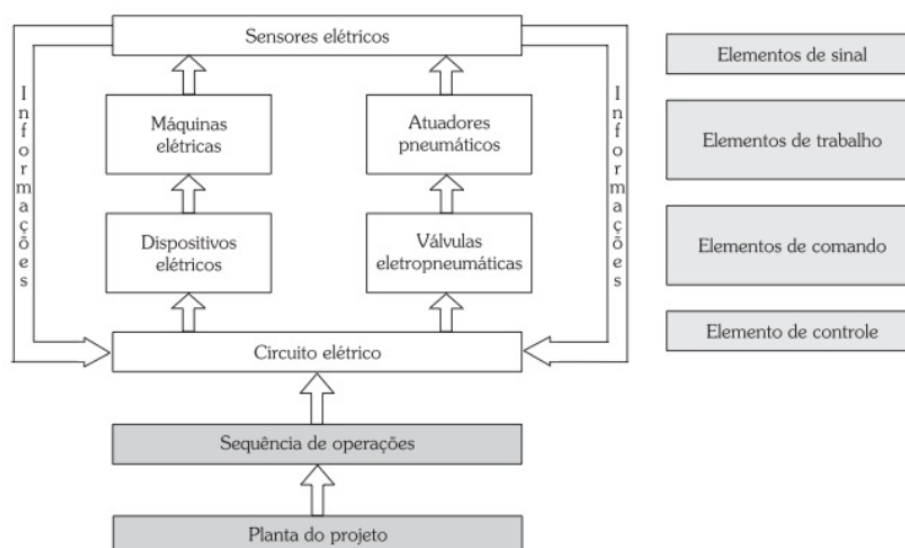 Sensores elétricos
Informações
Máquinas
elétricas
Atuadores
pneumáticos
Informações
Dispositivos
elétricos
Válvulas
eletropneumáticas
Circuito elétrico
Sequência de operações
Planta do projeto
Elementos de sinal
Elementos de trabalho
Elementos de comando
Elemento de controle